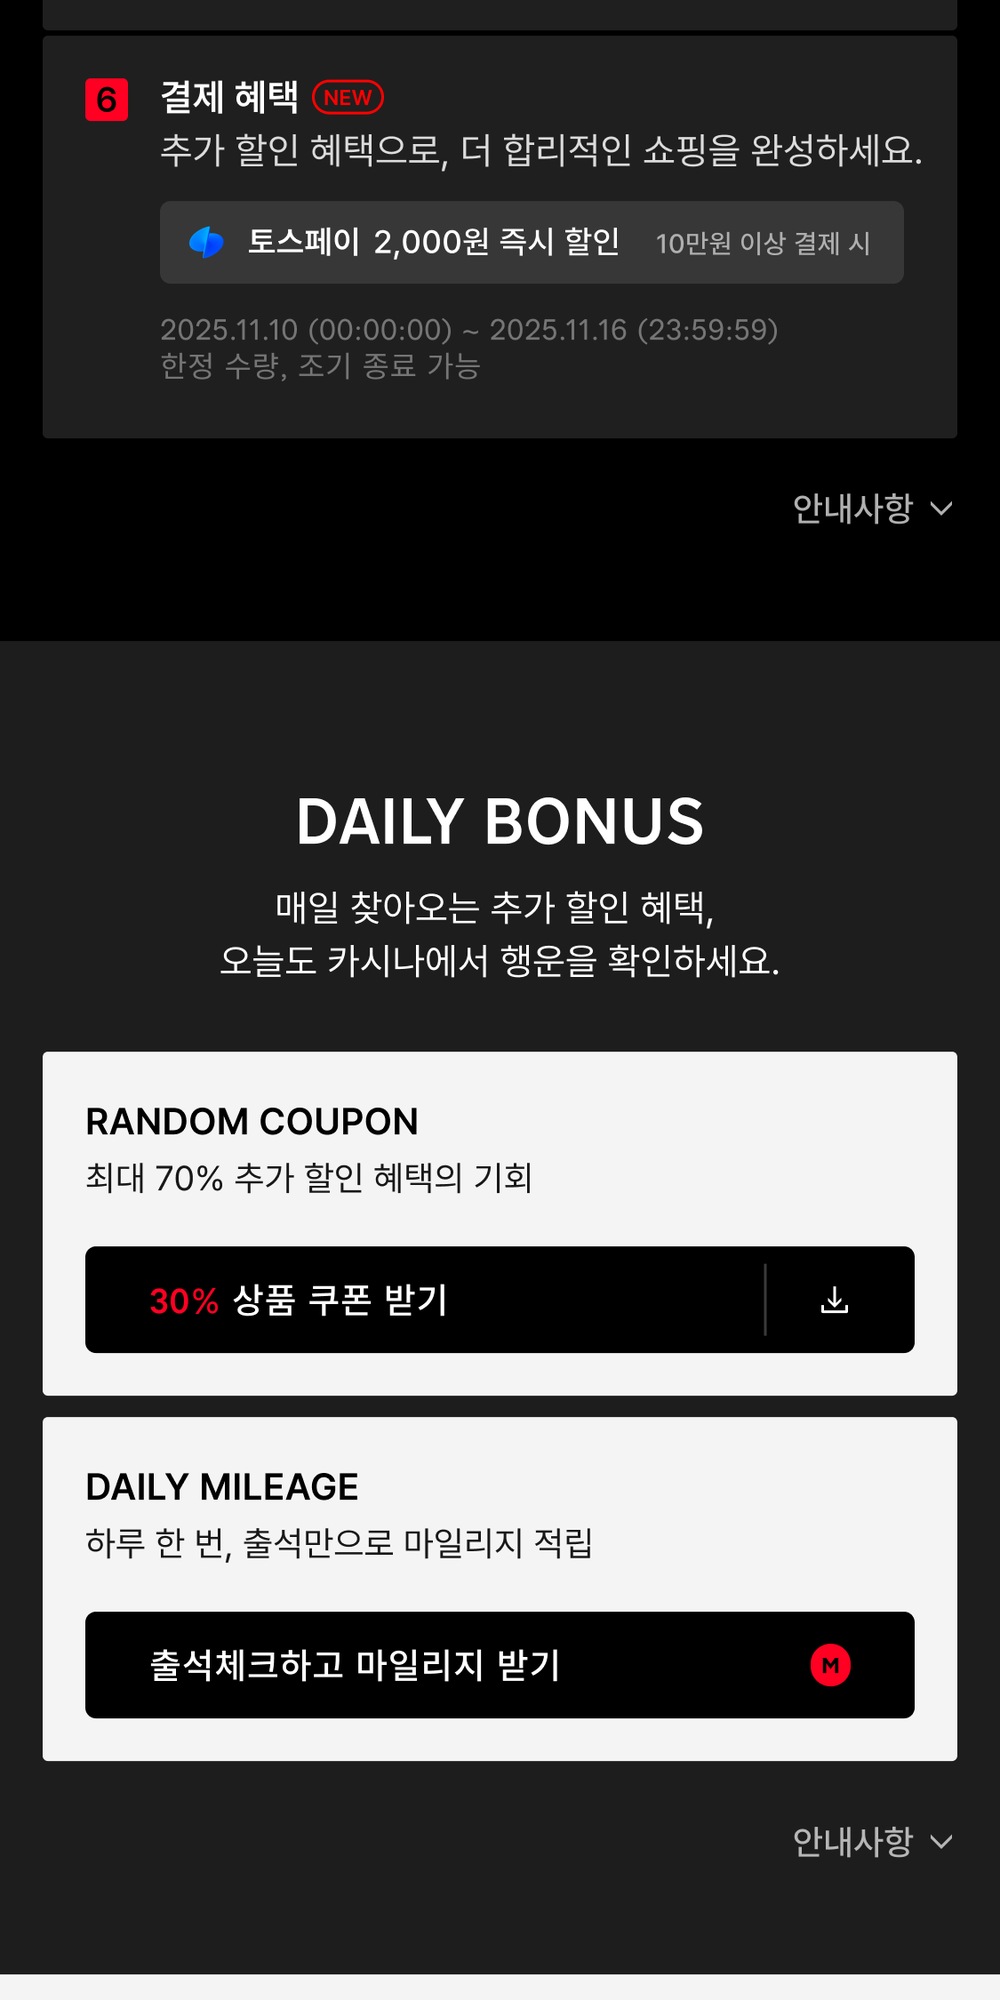 6 결제 혜택 NEW
추가 할인 혜택으로, 더 합리적인 쇼핑을 완성하세요.
토스페이 2,000원 즉시 할인 10만원 이상 결제 시
2025.11.10 (00:00:00) ~ 2025.11.16 (23:59:59)
한정 수량, 조기 종료 가능
안내사항
DAILY BONUS
매일 찾아오는 추가 할인 혜택,
오늘도 카시나에서 행운을 확인하세요.
RANDOM COUPON
최대 70% 추가 할인 혜택의 기회
30% 상품 쿠폰 받기
DAILY MILEAGE
하루 한 번, 출석만으로 마일리지 적립
출석체크하고 마일리지 받기 M
안내사항